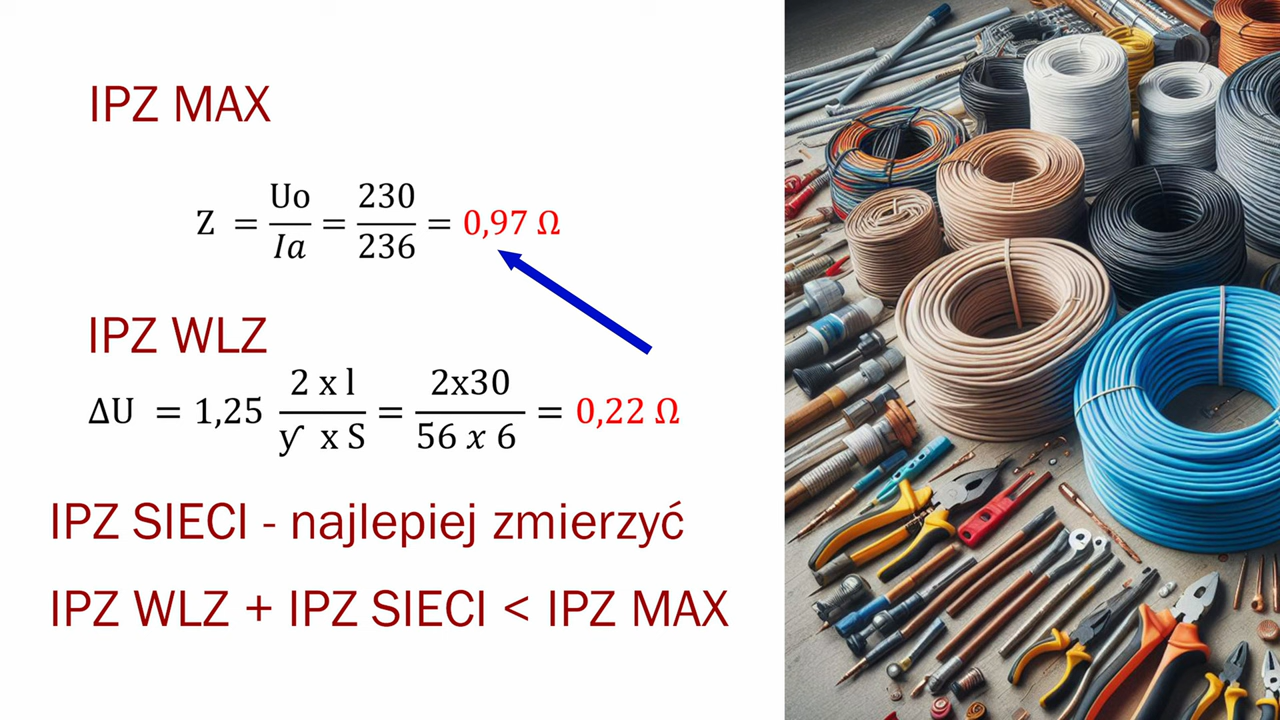 IPZ MAX
Z = Uo/Ia = 230/236 = 0,97 Ω
IPZ WLZ
ΔU = 1,25 2 x l/γ x S = 2x30/56 x 6 = 0,22 Ω
IPZ SIECI - najlepiej zmierzyć
IPZ WLZ + IPZ SIECI < IPZ MAX